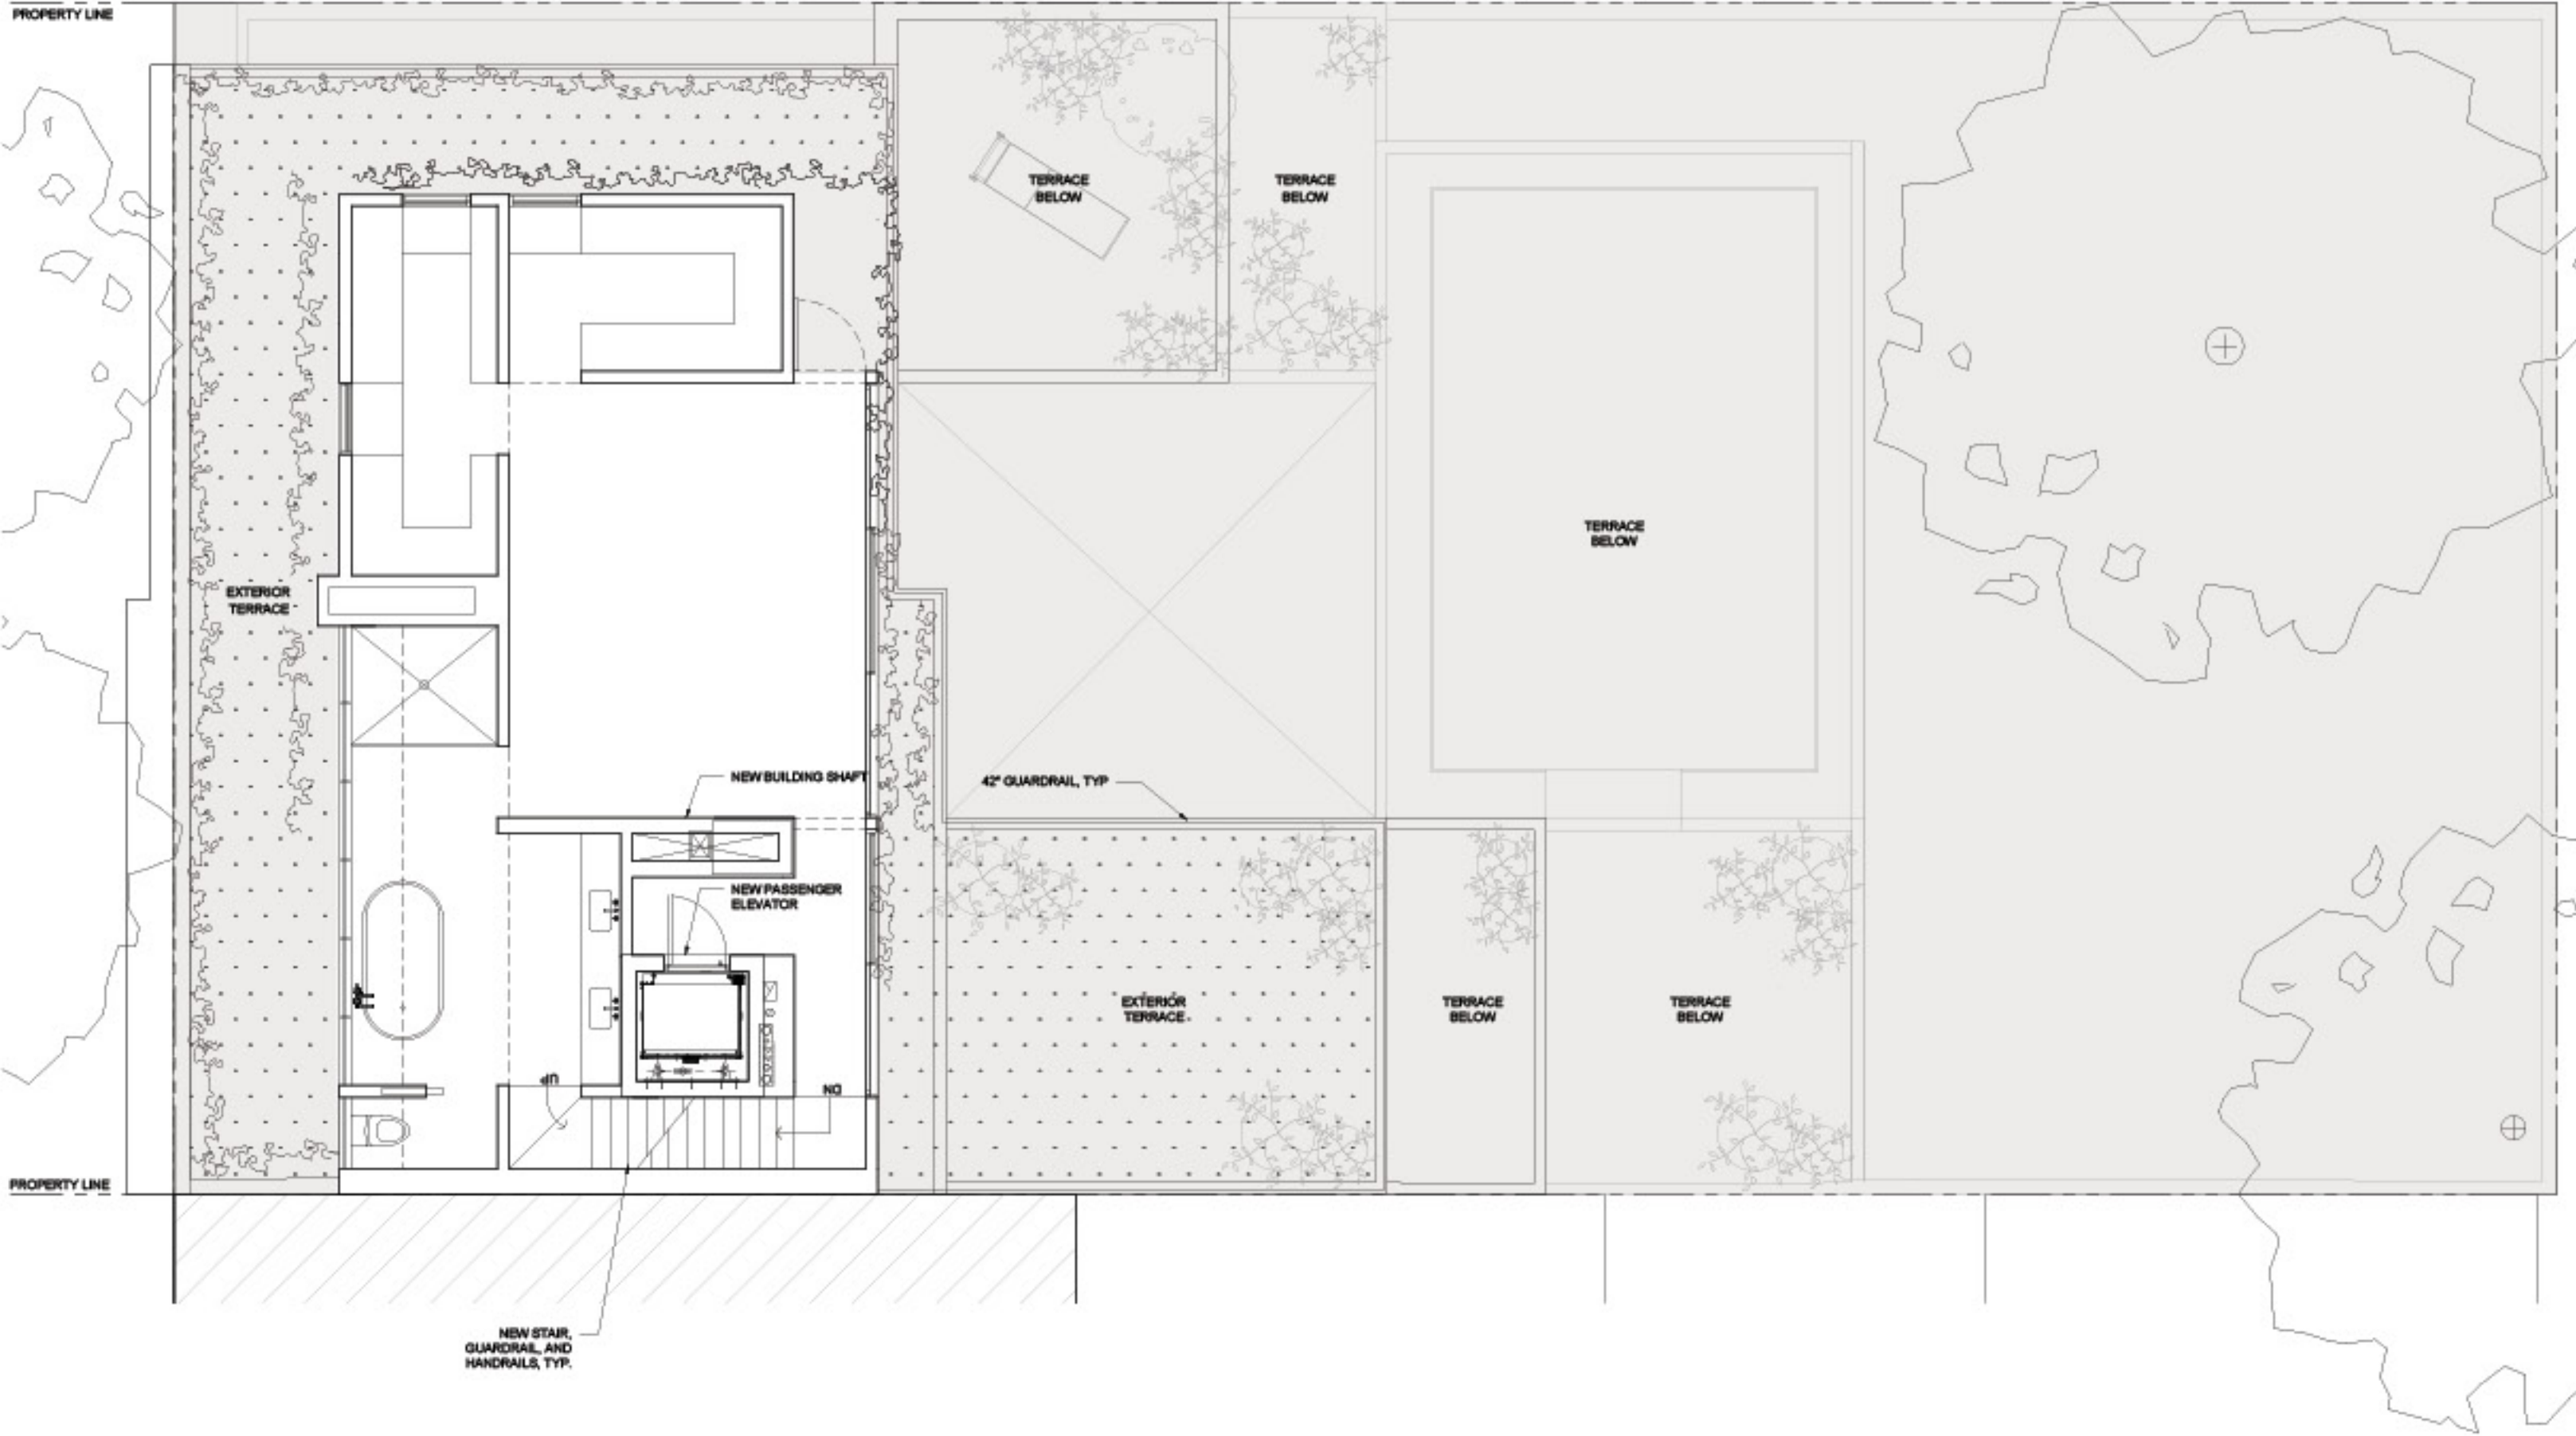 PROPERTY LINE
TERRACE
BELOW
TERRACE
BELOW
TERRACE
BELOW
EXTERIOR
TERRACE
NEW BUILDING SHAFT
42" GUARDRAIL, TYP
NEW PASSENGER
ELEVATOR
EXTERIOR
TERRACE
TERRACE
BELOW
TERRACE
BELOW
UP
DN
PROPERTY LINE
NEW STAIR,
GUARDRAIL, AND
HANDRAILS, TYP.